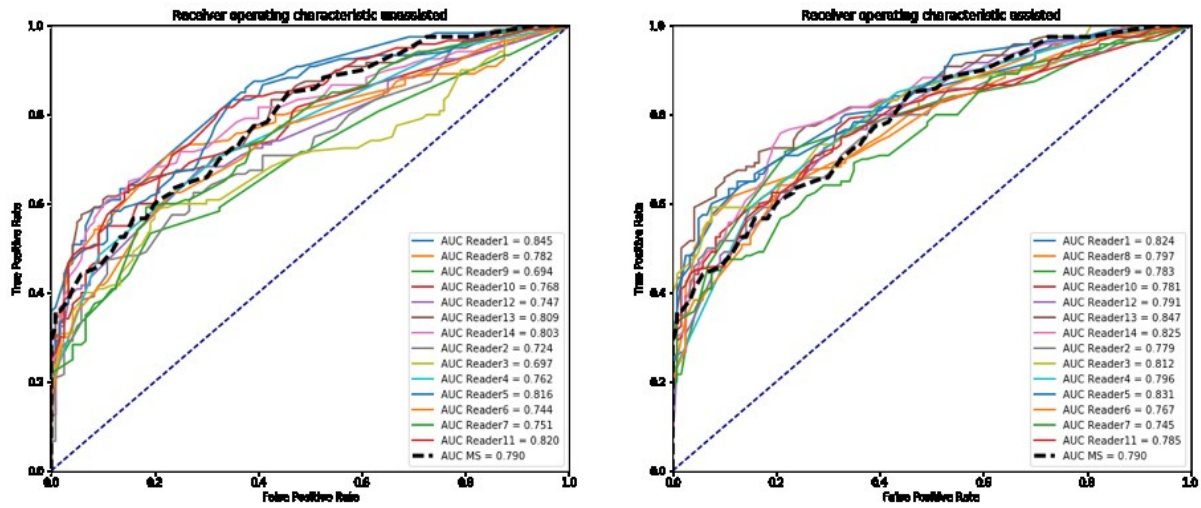 Receiver operating characteristic unassisted
1.0
0.8
0.6
0.4
0.2
0.0
True Positive Rate
AUC Reader1 = 0.845
AUC Reader8 = 0.782
AUC Reader9 = 0.694
AUC Reader10 = 0.768
AUC Reader12 = 0.747
AUC Reader13 = 0.809
AUC Reader14 = 0.803
AUC Reader2 = 0.724
AUC Reader3 = 0.697
AUC Reader4 = 0.762
AUC Reader5 = 0.816
AUC Reader6 = 0.744
AUC Reader7 = 0.751
AUC Reader11 = 0.820
AUC MS = 0.790
0.0 0.2 0.4 0.6 0.8 1.0
False Positive Rate
Receiver operating characteristic assisted
1.0
0.8
0.6
0.4
0.2
0.0
True Positive Rate
AUC Reader1 = 0.824
AUC Reader8 = 0.797
AUC Reader9 = 0.783
AUC Reader10 = 0.781
AUC Reader12 = 0.791
AUC Reader13 = 0.847
AUC Reader14 = 0.825
AUC Reader2 = 0.779
AUC Reader3 = 0.812
AUC Reader4 = 0.796
AUC Reader5 = 0.831
AUC Reader6 = 0.767
AUC Reader7 = 0.745
AUC Reader11 = 0.785
AUC MS = 0.790
0.0 0.2 0.4 0.6 0.8 1.0
False Positive Rate